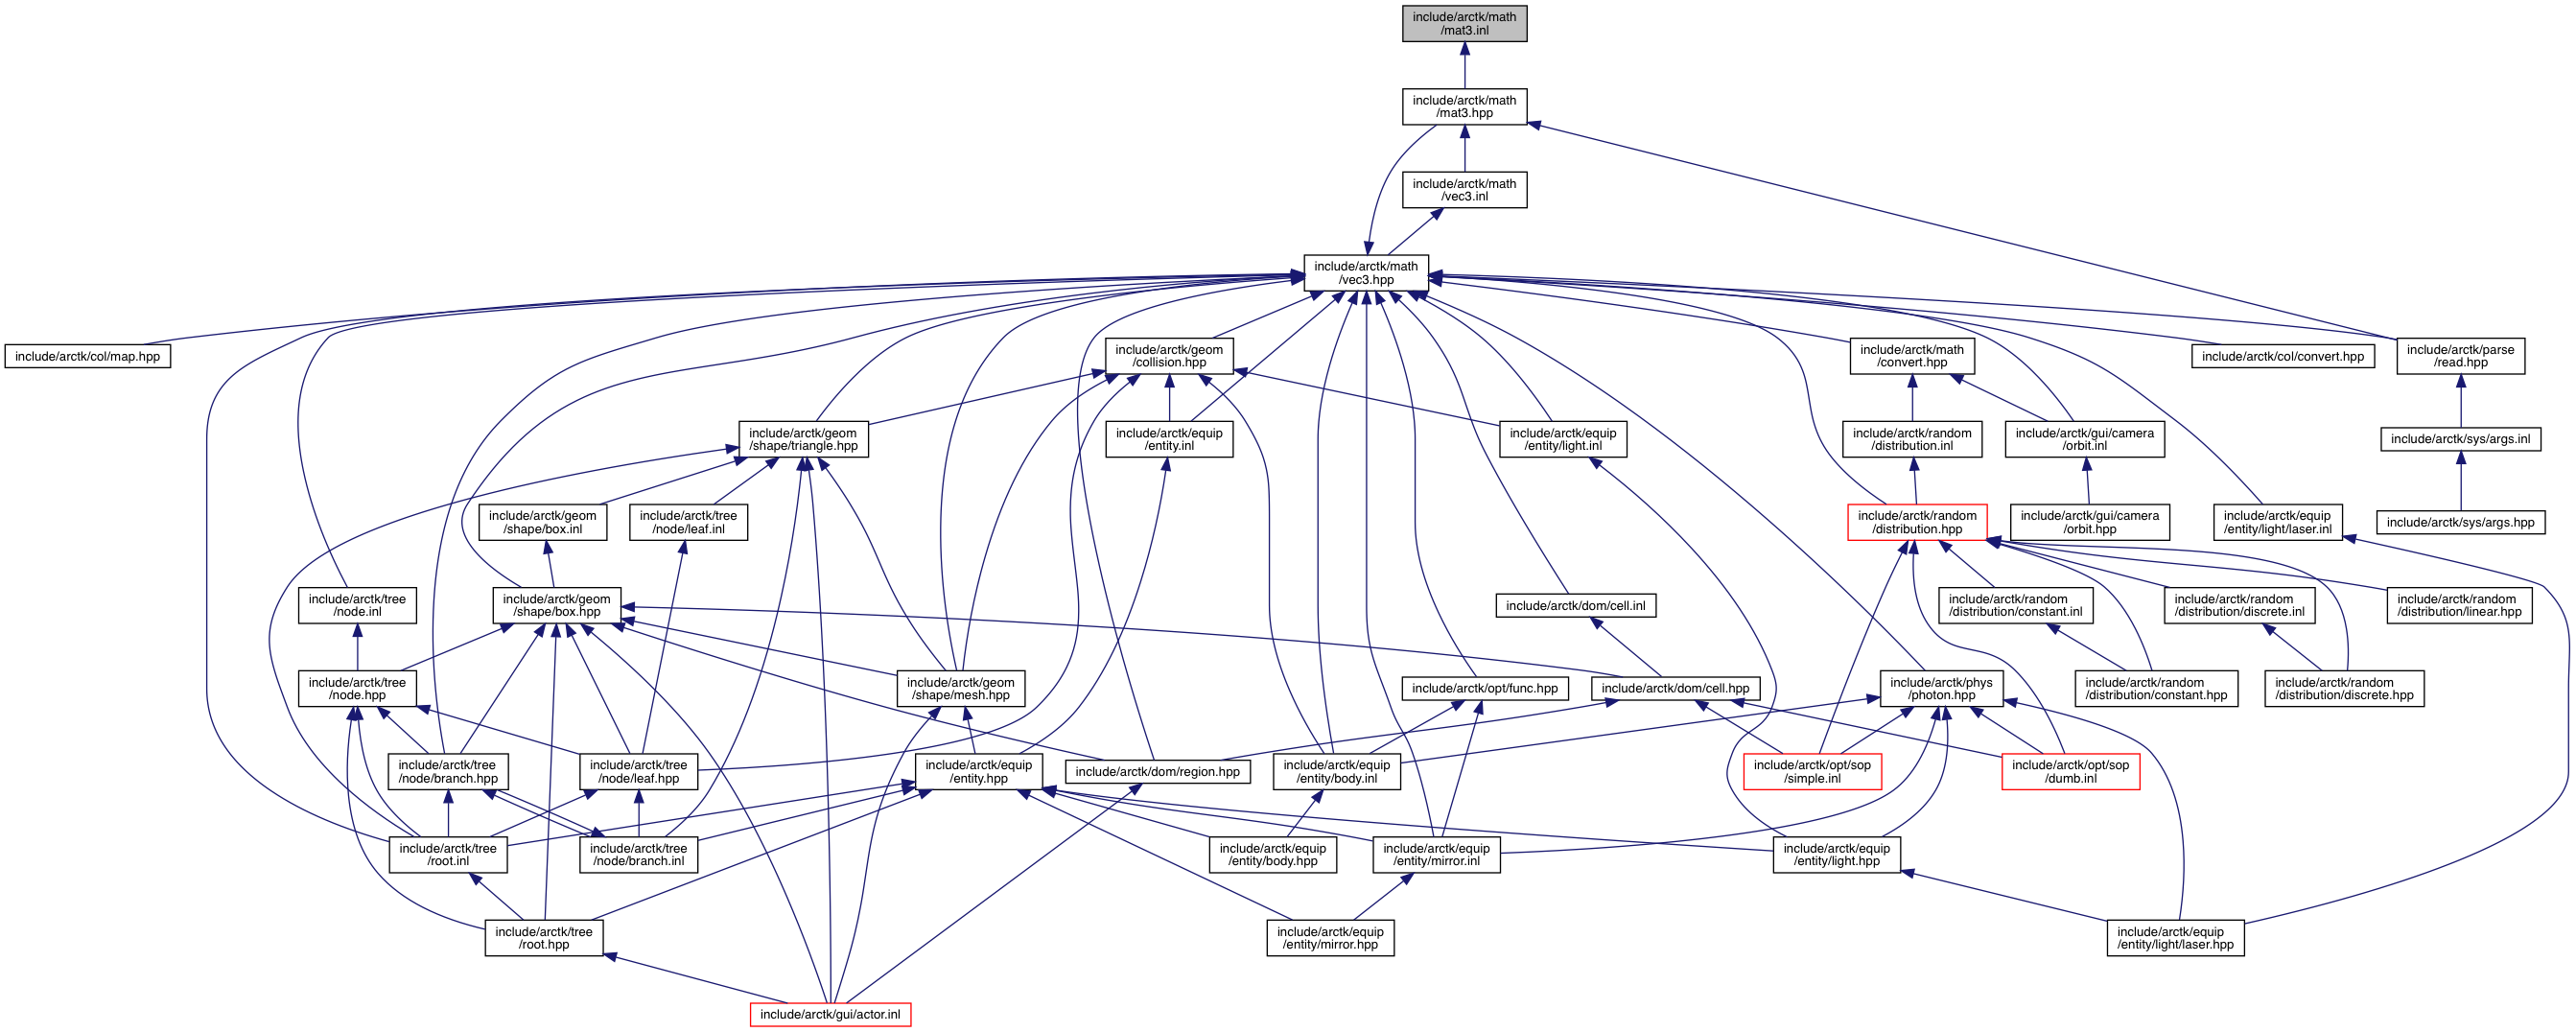 include/arctk/math
/mat3.inl
include/arctk/math
/mat3.hpp
include/arctk/math
/vec3.inl
include/arctk/math
/vec3.hpp
include/arctk/col/map.hpp
include/arctk/geom
/collision.hpp
include/arctk/math
/convert.hpp
include/arctk/col/convert.hpp
include/arctk/parse
/read.hpp
include/arctk/geom
/shape/triangle.hpp
include/arctk/equip
/entity.inl
include/arctk/equip
/entity/light.inl
include/arctk/random
/distribution.inl
include/arctk/gui/camera
/orbit.inl
include/arctk/sys/args.inl
include/arctk/geom
/shape/box.inl
include/arctk/tree
/node/leaf.inl
include/arctk/random
/distribution.hpp
include/arctk/gui/camera
/orbit.hpp
include/arctk/equip
/entity/light/laser.inl
include/arctk/sys/args.hpp
include/arctk/tree
/node.inl
include/arctk/geom
/shape/box.hpp
include/arctk/dom/cell.inl
include/arctk/random
/distribution/constant.inl
include/arctk/random
/distribution/discrete.inl
include/arctk/random
/distribution/linear.hpp
include/arctk/tree
/node.hpp
include/arctk/geom
/shape/mesh.hpp
include/arctk/opt/func.hpp
include/arctk/dom/cell.hpp
include/arctk/phys
/photon.hpp
include/arctk/random
/distribution/constant.hpp
include/arctk/random
/distribution/discrete.hpp
include/arctk/tree
/node/branch.hpp
include/arctk/tree
/node/leaf.hpp
include/arctk/equip
/entity.hpp
include/arctk/dom/region.hpp
include/arctk/equip
/entity/body.inl
include/arctk/opt/sop
/simple.inl
include/arctk/opt/sop
/dumb.inl
include/arctk/tree
/root.inl
include/arctk/tree
/node/branch.inl
include/arctk/equip
/entity/body.hpp
include/arctk/equip
/entity/mirror.inl
include/arctk/equip
/entity/light.hpp
include/arctk/tree
/root.hpp
include/arctk/equip
/entity/mirror.hpp
include/arctk/equip
/entity/light/laser.hpp
include/arctk/gui/actor.inl